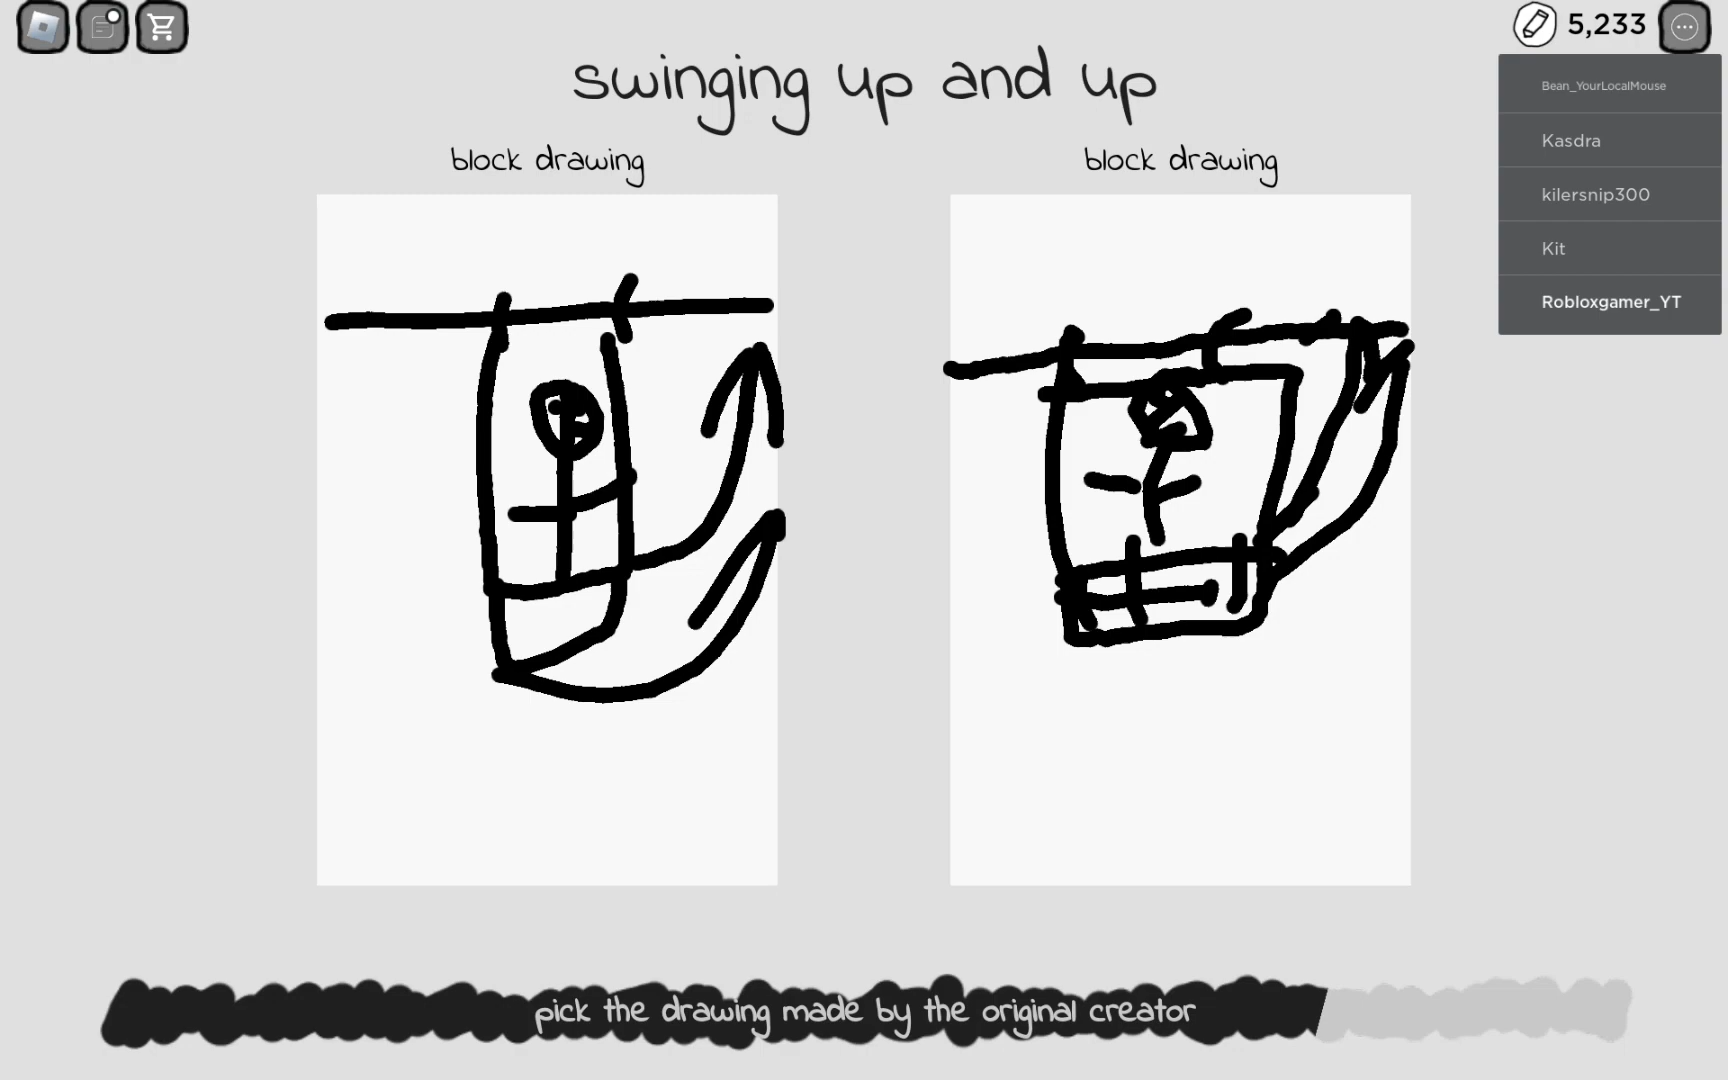 5,233
swinging up and up
block drawing
block drawing
Bean_YourLocalMouse
Kasdra
kilersnip300
Kit
Robloxgamer_YT
pick the drawing made by the original creator